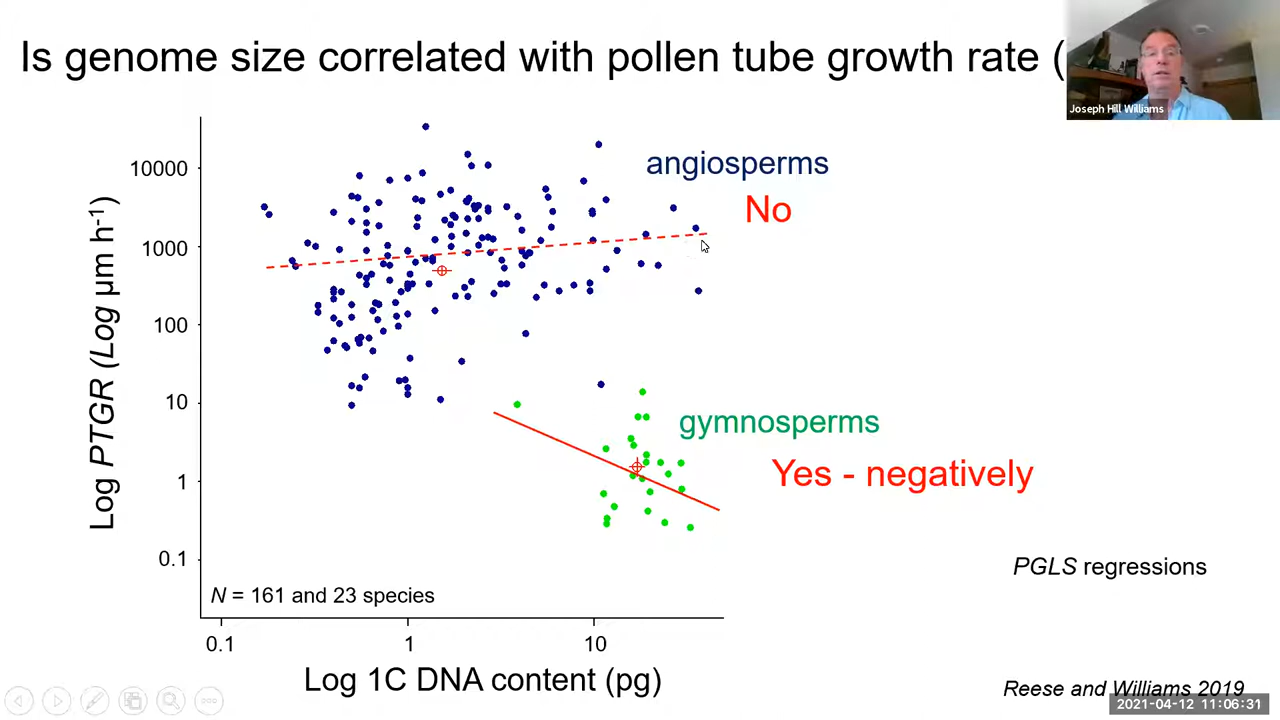 Is genome size correlated with pollen tube growth rate (
Joseph Hill Williams
angiosperms
No
10000
1000
100
10
1
0.1
Log PTGR (Log µm h-1)
gymnosperms
Yes - negatively
PGLS regressions
N = 161 and 23 species
0.1
1
10
Log 1C DNA content (pg)
Reese and Williams 2019
2021-04-12 11:06:31